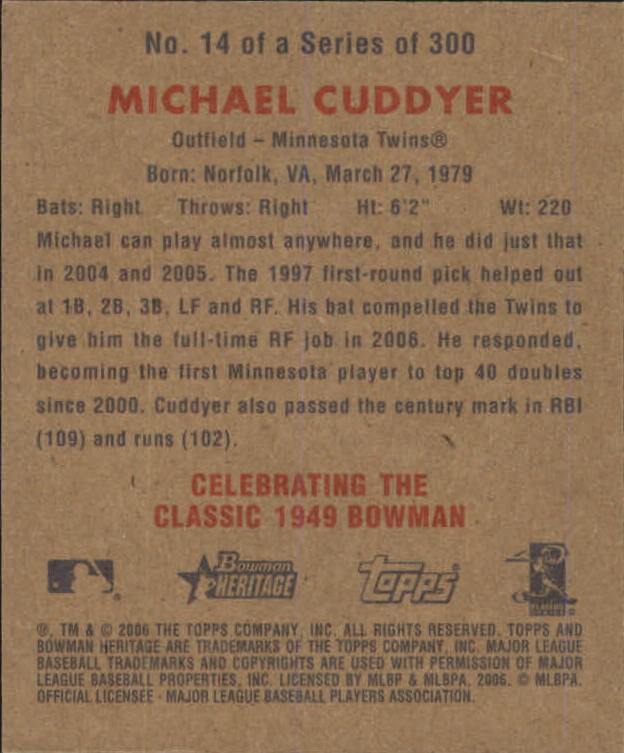 No. 14 of a Series of 300
MICHAEL CUDDYER
Outfield – Minnesota Twins®
Born: Norfolk, VA, March 27, 1979
Bats: Right Throws: Right Ht: 6'2" Wt: 220
Michael can play almost anywhere, and he did just that
in 2004 and 2005. The 1997 first-round pick helped out
at 1B, 2B, 3B, LF and RF. His bat compelled the Twins to
give him the full-time RF job in 2006. He responded,
becoming the first Minnesota player to top 40 doubles
since 2000. Cuddyer also passed the century mark in RBI
(109) and runs (102).
CELEBRATING THE
CLASSIC 1949 BOWMAN
Bowman
HERITAGE
Topps®
®, TM & © 2006 THE TOPPS COMPANY, INC. ALL RIGHTS RESERVED. TOPPS AND
BOWMAN HERITAGE ARE TRADEMARKS OF THE TOPPS COMPANY, INC. MAJOR LEAGUE
BASEBALL TRADEMARKS AND COPYRIGHTS ARE USED WITH PERMISSION OF MAJOR
LEAGUE BASEBALL PROPERTIES, INC. LICENSED BY MLBP & MLBPA, 2006. © MLBPA.
OFFICIAL LICENSEE - MAJOR LEAGUE BASEBALL PLAYERS ASSOCIATION.